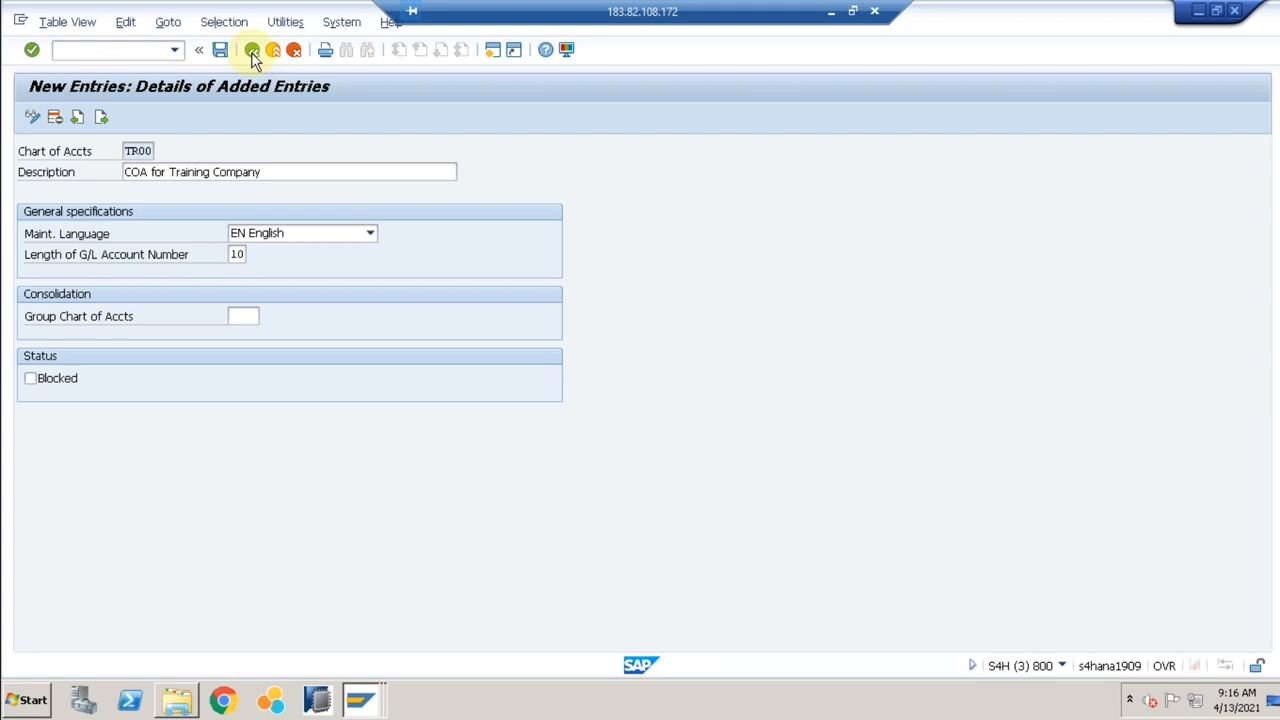 183.82.108.172
Table View Edit Goto Selection Utilities System Help
New Entries: Details of Added Entries
Chart of Accts TR00
Description COA for Training Company
General specifications
Maint. Language EN English
Length of G/L Account Number 10
Consolidation
Group Chart of Accts
Status
Blocked
SAP S4H (3) 800 s4hana1909 OVR
Start 9:16 AM
4/13/2021